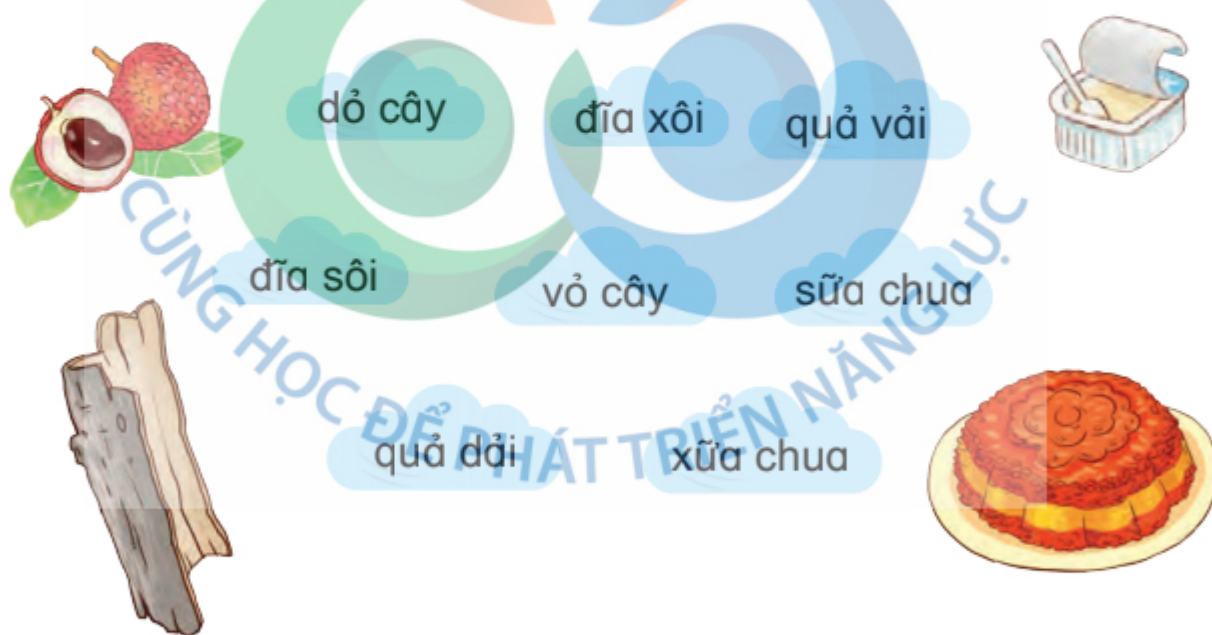 dỏ cây
đĩa xôi
quả vải
đĩa sôi
vỏ cây
sữa chua
quả dải
xữa chua
CÙNG HỌC ĐỂ PHÁT TRIỂN NĂNG LỰC